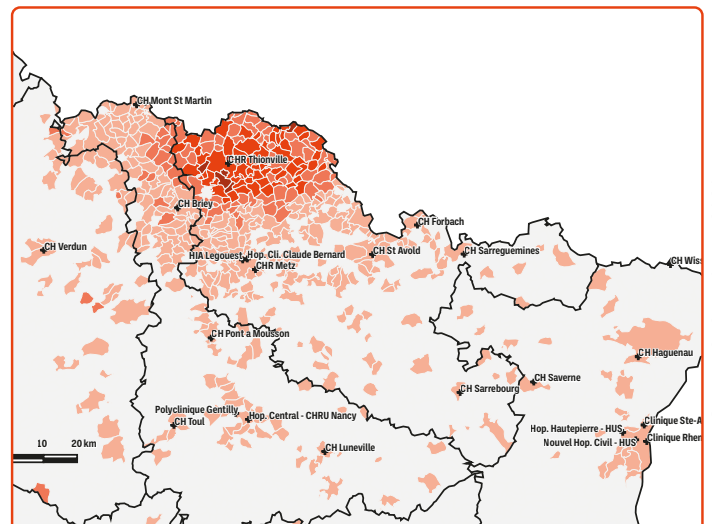 CH Mont St Martin
CHR Thionville
CH Briey
CH Forbach
CH Verdun
HIA Legouest
Hop. Cli. Claude Bernard
CH St Avold
CH Sarreguemines
CHR Metz
CH Wiss
CH Pont à Mousson
CH Haguenau
CH Saverne
CH Sarrebourg
Polyclinique Gentilly
Hop. Central - CHRU Nancy
CH Toul
Clinique Ste-A
Hop. Hautepierre - HUS
Clinique Rhen
Nouvel Hop. Civil - HUS
10 20 km
CH Luneville